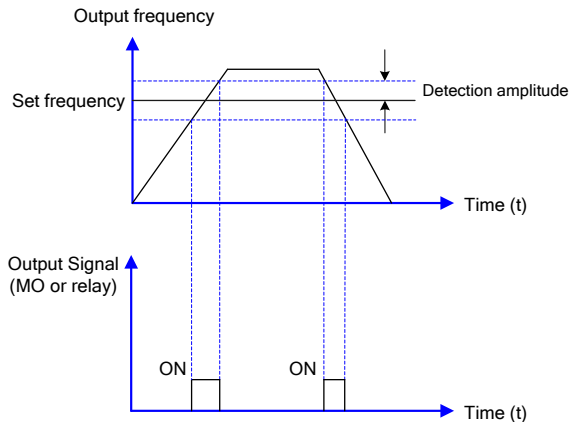 Output frequency
Set frequency
Detection amplitude
Time (t)
Output Signal
(MO or relay)
ON
ON
Time (t)